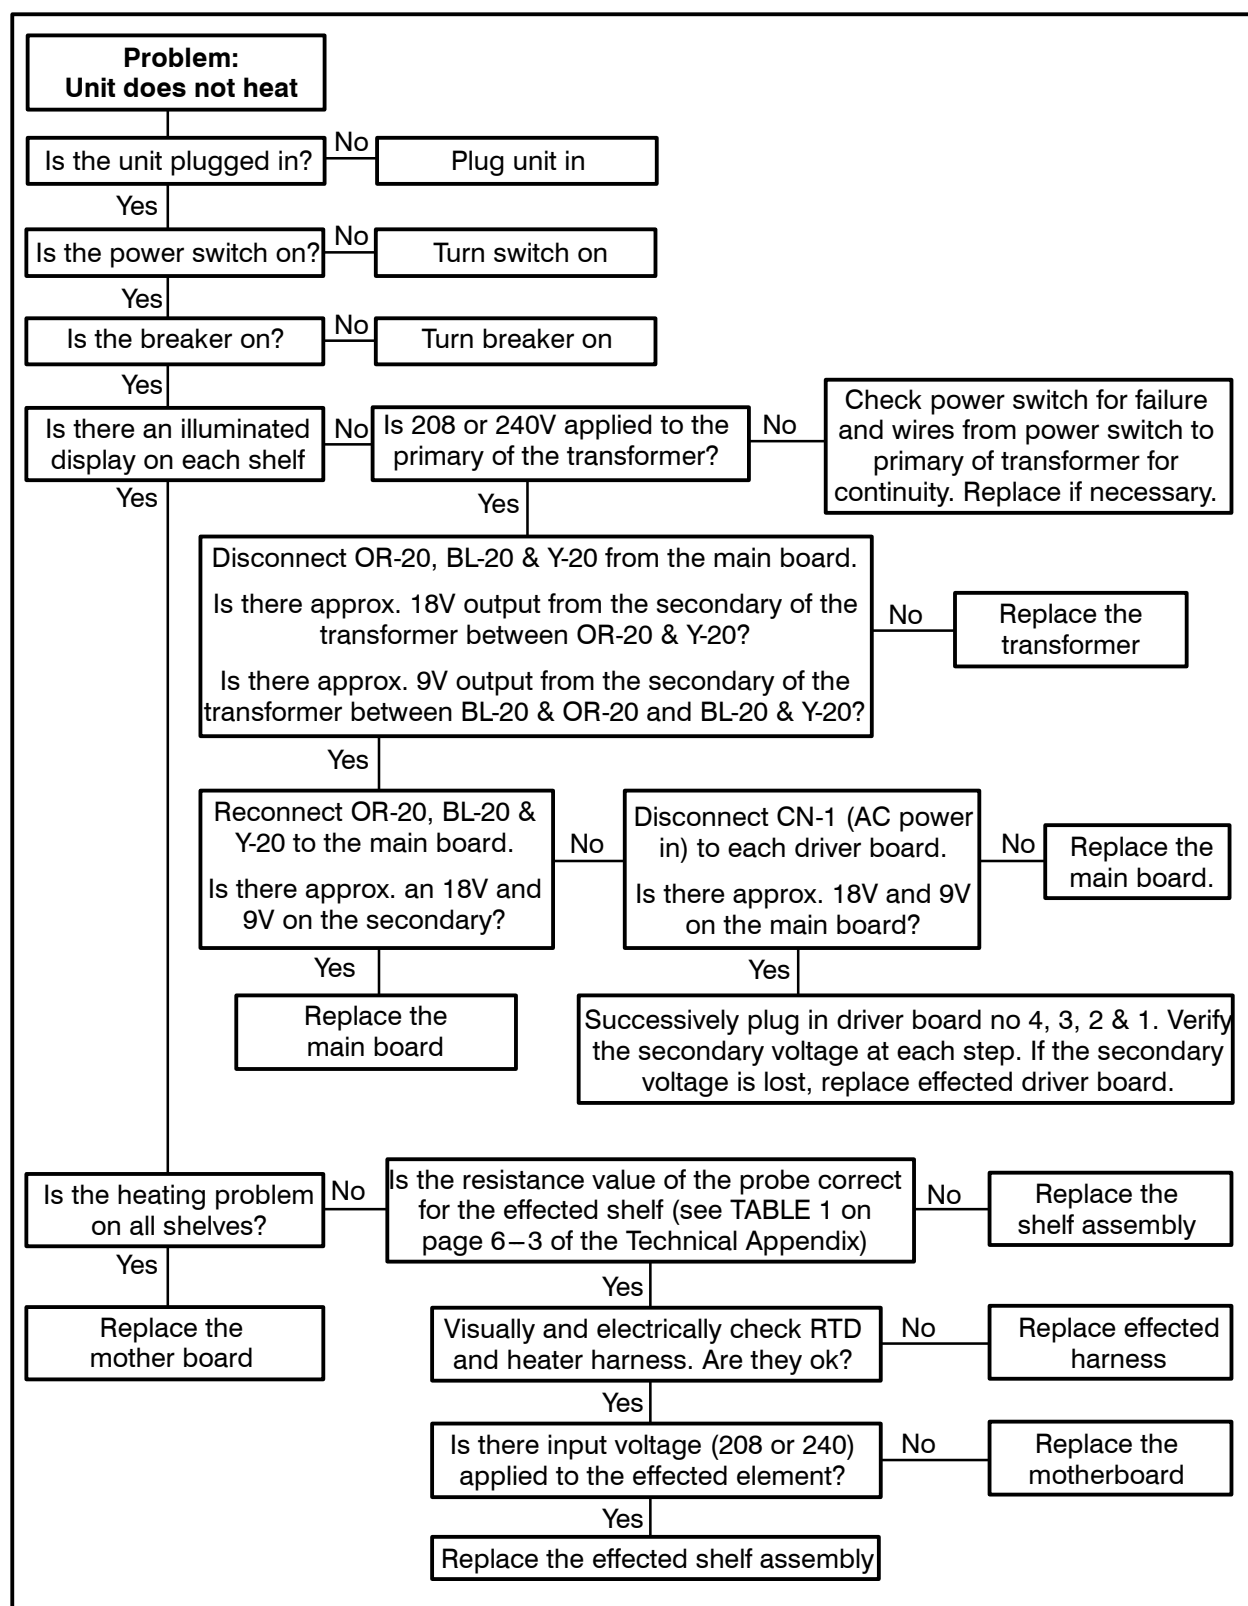 Problem:
Unit does not heat
Is the unit plugged in?
No
Plug unit in
Yes
Is the power switch on?
No
Turn switch on
Yes
Is the breaker on?
No
Turn breaker on
Yes
Is there an illuminated
display on each shelf
No
Is 208 or 240V applied to the
primary of the transformer?
No
Check power switch for failure
and wires from power switch to
primary of transformer for
continuity. Replace if necessary.
Yes
Yes
Disconnect OR-20, BL-20 & Y-20 from the main board.
Is there approx. 18V output from the secondary of the
transformer between OR-20 & Y-20?
Is there approx. 9V output from the secondary of the
transformer between BL-20 & OR-20 and BL-20 & Y-20?
No
Replace the
transformer
Yes
Reconnect OR-20, BL-20 &
Y-20 to the main board.
Is there approx. an 18V and
9V on the secondary?
No
Disconnect CN-1 (AC power
in) to each driver board.
Is there approx. 18V and 9V
on the main board?
No
Replace the
main board.
Yes
Replace the
main board
Yes
Successively plug in driver board no 4, 3, 2 & 1. Verify
the secondary voltage at each step. If the secondary
voltage is lost, replace effected driver board.
Is the heating problem
on all shelves?
No
Is the resistance value of the probe correct
for the effected shelf (see TABLE 1 on
page 6–3 of the Technical Appendix)
No
Replace the
shelf assembly
Yes
Replace the
mother board
Yes
Visually and electrically check RTD
and heater harness. Are they ok?
No
Replace effected
harness
Yes
Is there input voltage (208 or 240)
applied to the effected element?
No
Replace the
motherboard
Yes
Replace the effected shelf assembly